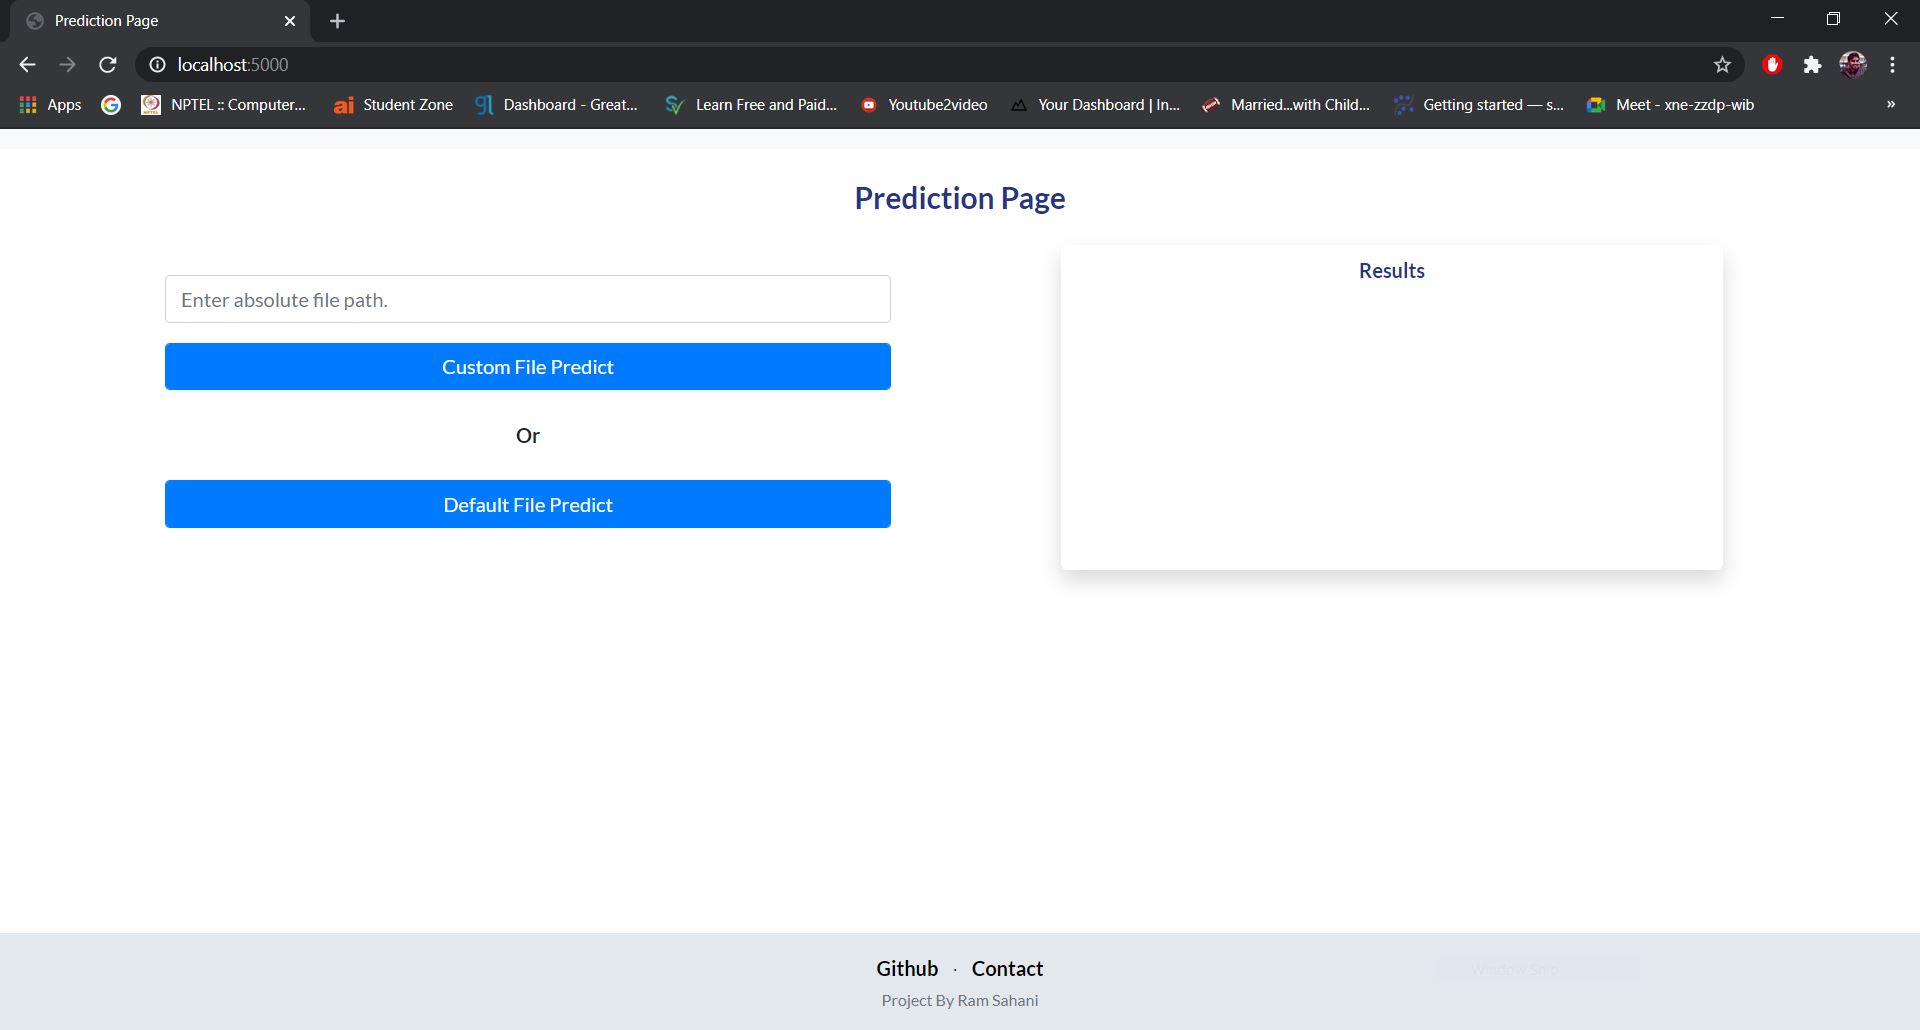 Prediction Page
localhost:5000
Apps
NPTEL :: Computer...
Student Zone
Dashboard - Great...
Learn Free and Paid...
Youtube2video
Your Dashboard | In...
Married...with Child...
Getting started — s...
Meet - xne-zzdp-wib
Prediction Page
Enter absolute file path.
Custom File Predict
Or
Default File Predict
Results
Github · Contact
Window Snip
Project By Ram Sahani